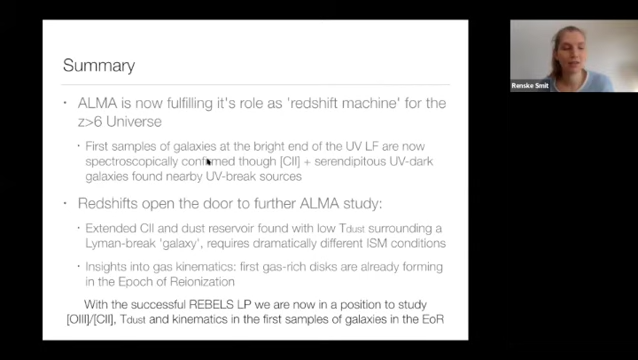 Summary
· ALMA is now fulfilling it's role as 'redshift machine' for the
z>6 Universe
· First samples of galaxies at the bright end of the UV LF are now
spectroscopically confirmed though [CII] + serendipitous UV-dark
galaxies found nearby UV-break sources
· Redshifts open the door to further ALMA study:
· Extended CII and dust reservoir found with low Tdust surrounding a
Lyman-break 'galaxy', requires dramatically different ISM conditions
· Insights into gas kinematics: first gas-rich disks are already forming
in the Epoch of Reionization
With the successful REBELS LP we are now in a position to study
[OIII]/[CII], Tdust and kinematics in the first samples of galaxies in the EoR
Renske Smit